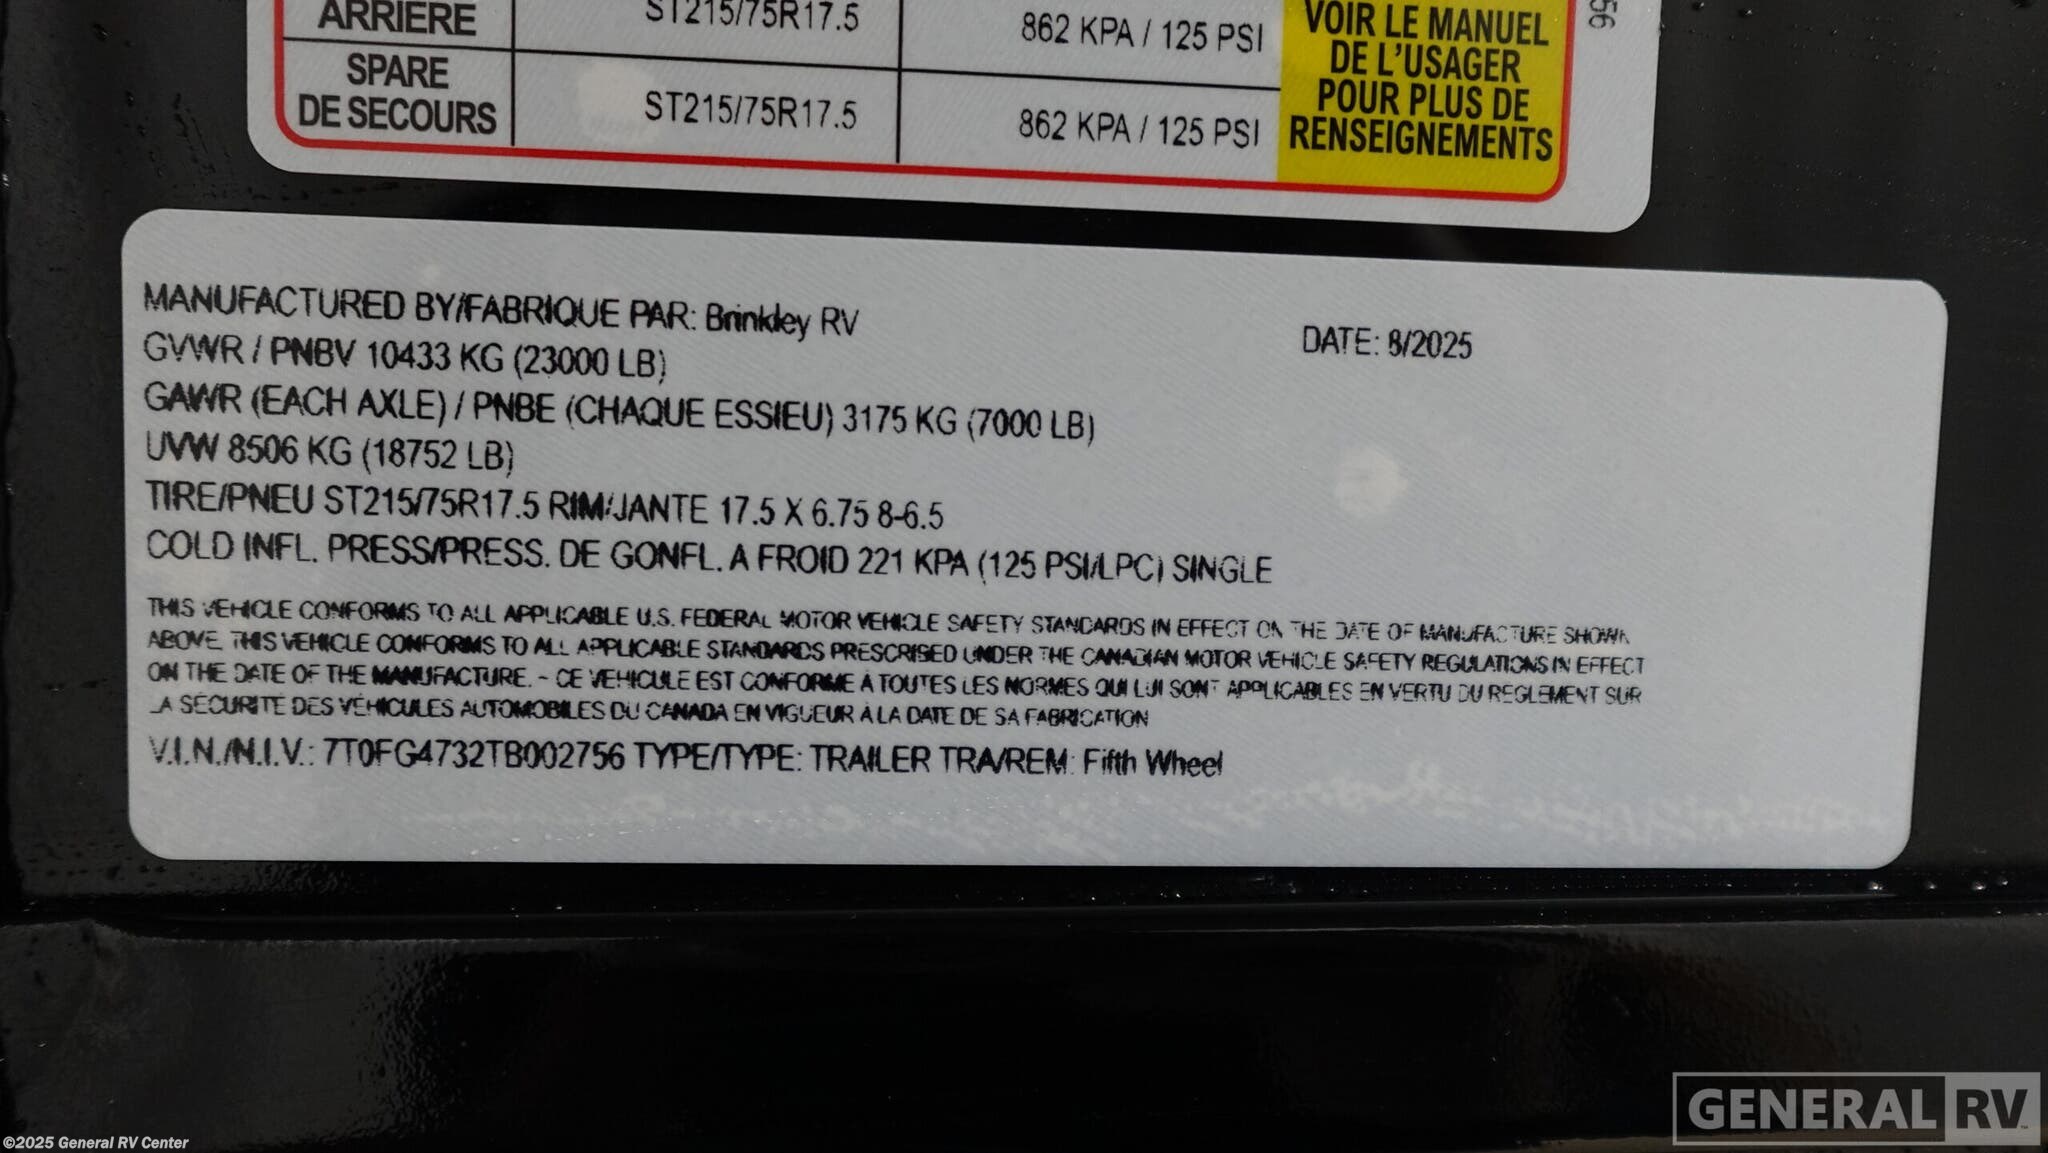 ARRIÈRE ST215/75R17.5 862 KPA / 125 PSI
SPARE
DE SECOURS ST215/75R17.5 862 KPA / 125 PSI
VOIR LE MANUEL
DE L'USAGER
POUR PLUS DE
RENSEIGNEMENTS
56
MANUFACTURED BY/FABRIQUE PAR: Brinkley RV DATE: 8/2025
GVWR / PNBV 10433 KG (23000 LB)
GAWR (EACH AXLE) / PNBE (CHAQUE ESSIEU) 3175 KG (7000 LB)
UVW 8506 KG (18752 LB)
TIRE/PNEU ST215/75R17.5 RIM/JANTE 17.5 X 6.75 8-6.5
COLD INFL. PRESS/PRESS. DE GONFL. A FROID 221 KPA (125 PSI/LPC) SINGLE
THIS VEHICLE CONFORMS TO ALL APPLICABLE U.S. FEDERAL MOTOR VEHICLE SAFETY STANDARDS IN EFFECT ON THE DATE OF MANUFACTURE SHOWN
ABOVE. THIS VEHICLE CONFORMS TO ALL APPLICABLE STANDARDS PRESCRISED UNDER THE CANADIAN MOTOR VEHICLE SAFETY REGULATIONS IN EFFECT
ON THE DATE OF THE MANUFACTURE. - CE VEHICULE EST CONFORME À TOUTES LES NORMES QUI LUI SONT APPLICABLES EN VERTU DU REGLEMENT SUR
LA SÉCURITÉ DES VÉHICULES AUTOMOBILES DU CANADA EN VIGUEUR À LA DATE DE SA FABRICATION
V.I.N./N.I.V.: 7T0FG4732TB002756 TYPE/TYPE: TRAILER TRA/REM: Fifth Wheel
GENERAL RV
©2025 General RV Center